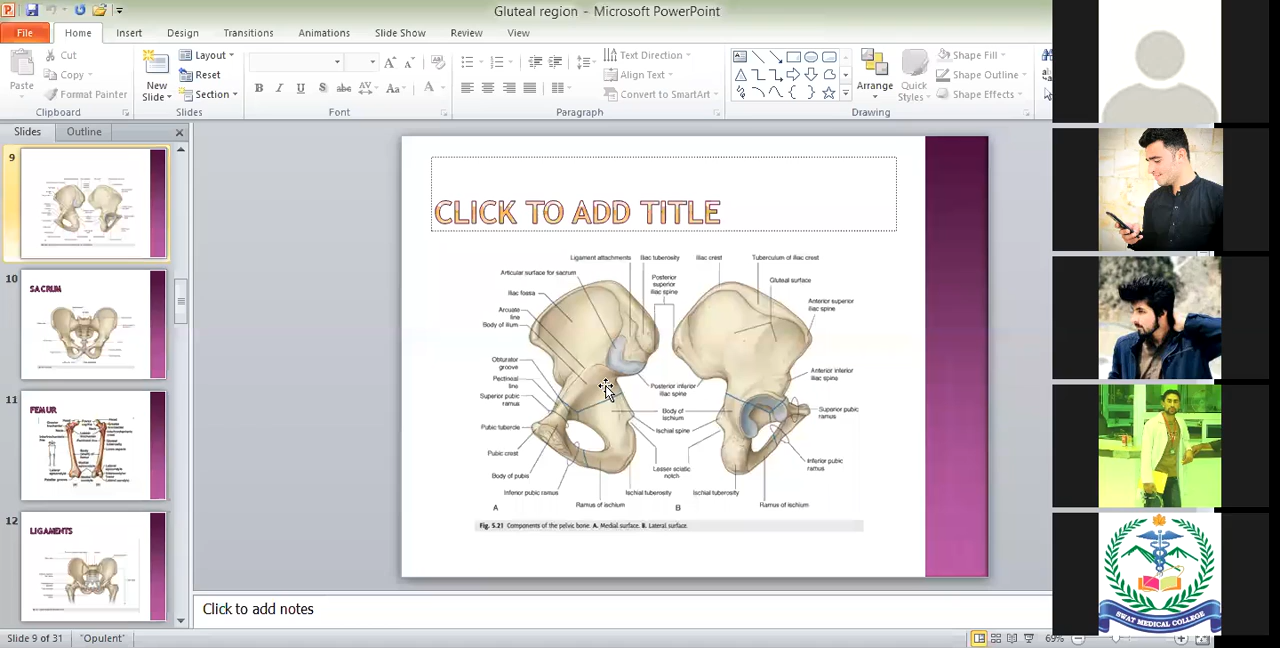 Gluteal region - Microsoft PowerPoint
File Home Insert Design Transitions Animations Slide Show Review View
Paste
Cut
Copy
Format Painter
Clipboard
New Slide
Layout
Reset
Section
Slides
Font
Text Direction
Align Text
Convert to SmartArt
Paragraph
Arrange
Quick Styles
Shape Fill
Shape Outline
Shape Effects
Drawing
Slides Outline
9
10
SACRUM
11
FEMUR
12
LIGAMENTS
CLICK TO ADD TITLE
Ligament attachments
Iliac tuberosity
Iliac crest
Tuberculum of iliac crest
Articular surface for sacrum
Posterior superior iliac spine
Gluteal surface
Iliac fossa
Anterior superior iliac spine
Arcuate line
Body of ilium
Obturator groove
Anterior inferior iliac spine
Pectineal line
Posterior inferior iliac spine
Superior pubic ramus
Body of ischium
Superior pubic ramus
Pubic tubercle
Ischial spine
Pubic crest
Lesser sciatic notch
Inferior pubic ramus
Body of pubis
Inferior pubic ramus
Ischial tuberosity
Ischial tuberosity
Ramus of ischium
Ramus of ischium
A
B
Fig. 5.21 Components of the pelvic bone. A. Medial surface. B. Lateral surface.
Click to add notes
Slide 9 of 31
"Opulent"
69%
SWAT MEDICAL COLLEGE